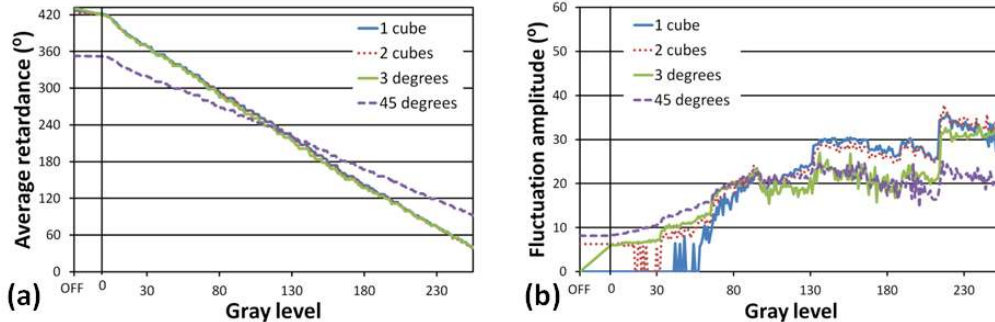 Average retardance (º)
420
360
300
240
180
120
60
0
OFF 0 30 80 130 180 230
Gray level
1 cube
2 cubes
3 degrees
45 degrees
(a)
Fluctuation amplitude (º)
60
50
40
30
20
10
0
OFF 0 30 80 130 180 230
Gray level
1 cube
2 cubes
3 degrees
45 degrees
(b)